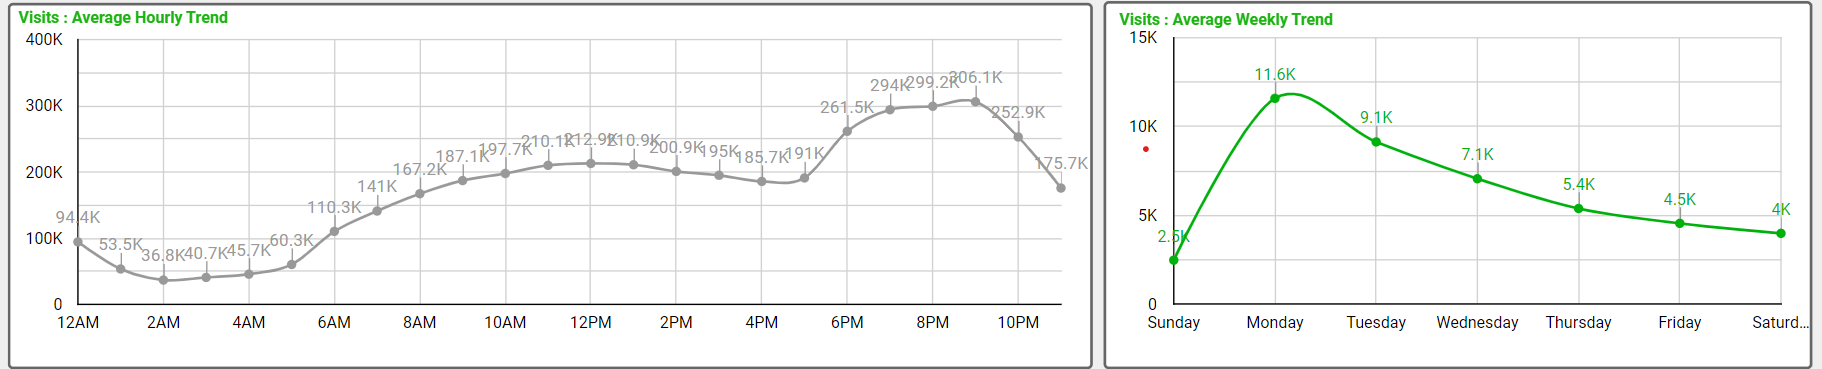 Visits : Average Hourly Trend
400K
300K
200K
100K
0
94.4K
53.5K
36.8K
40.7K
45.7K
60.3K
110.3K
141K
167.2K
187.1K
197.7K
210.1K
212.9K
210.9K
200.9K
195K
185.7K
191K
261.5K
294K
299.2K
306.1K
252.9K
175.7K
12AM 2AM 4AM 6AM 8AM 10AM 12PM 2PM 4PM 6PM 8PM 10PM
Visits : Average Weekly Trend
15K
10K
5K
0
2.5K
11.6K
9.1K
7.1K
5.4K
4.5K
4K
Sunday Monday Tuesday Wednesday Thursday Friday Saturd...